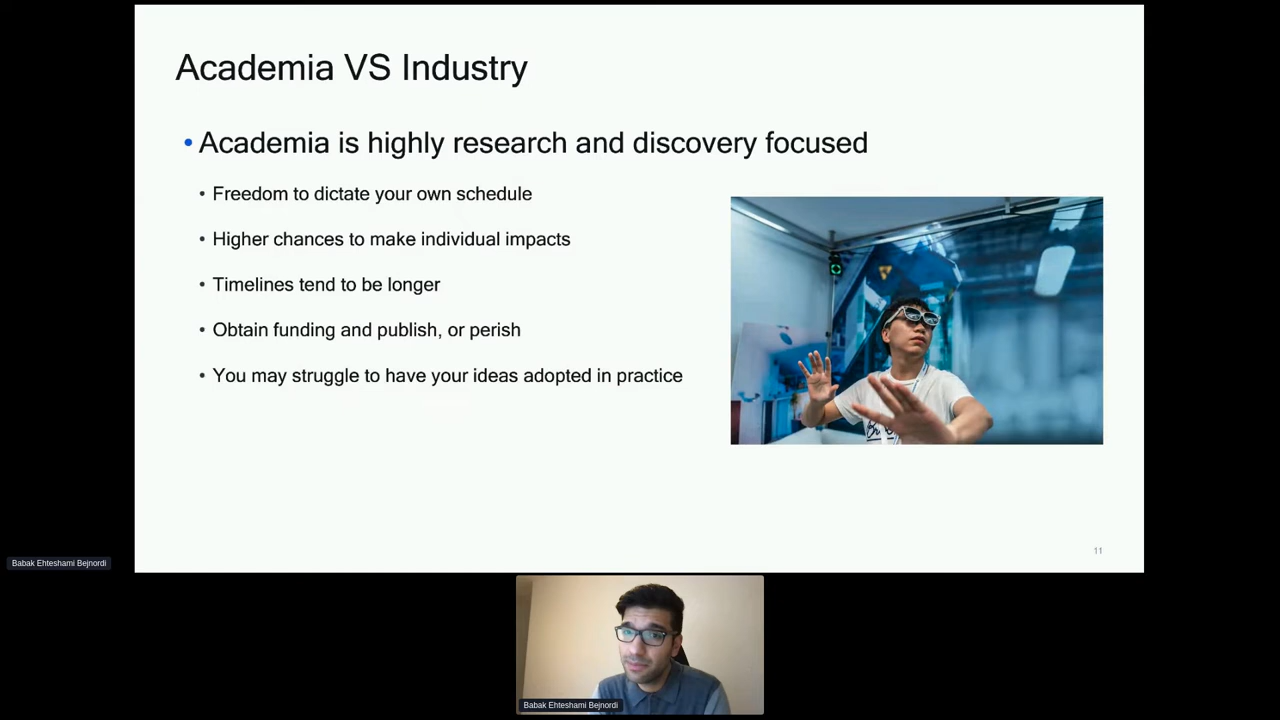 Academia VS Industry
• Academia is highly research and discovery focused
• Freedom to dictate your own schedule
• Higher chances to make individual impacts
• Timelines tend to be longer
• Obtain funding and publish, or perish
• You may struggle to have your ideas adopted in practice
11
Babak Ehteshami Bejnordi
Babak Ehteshami Bejnordi